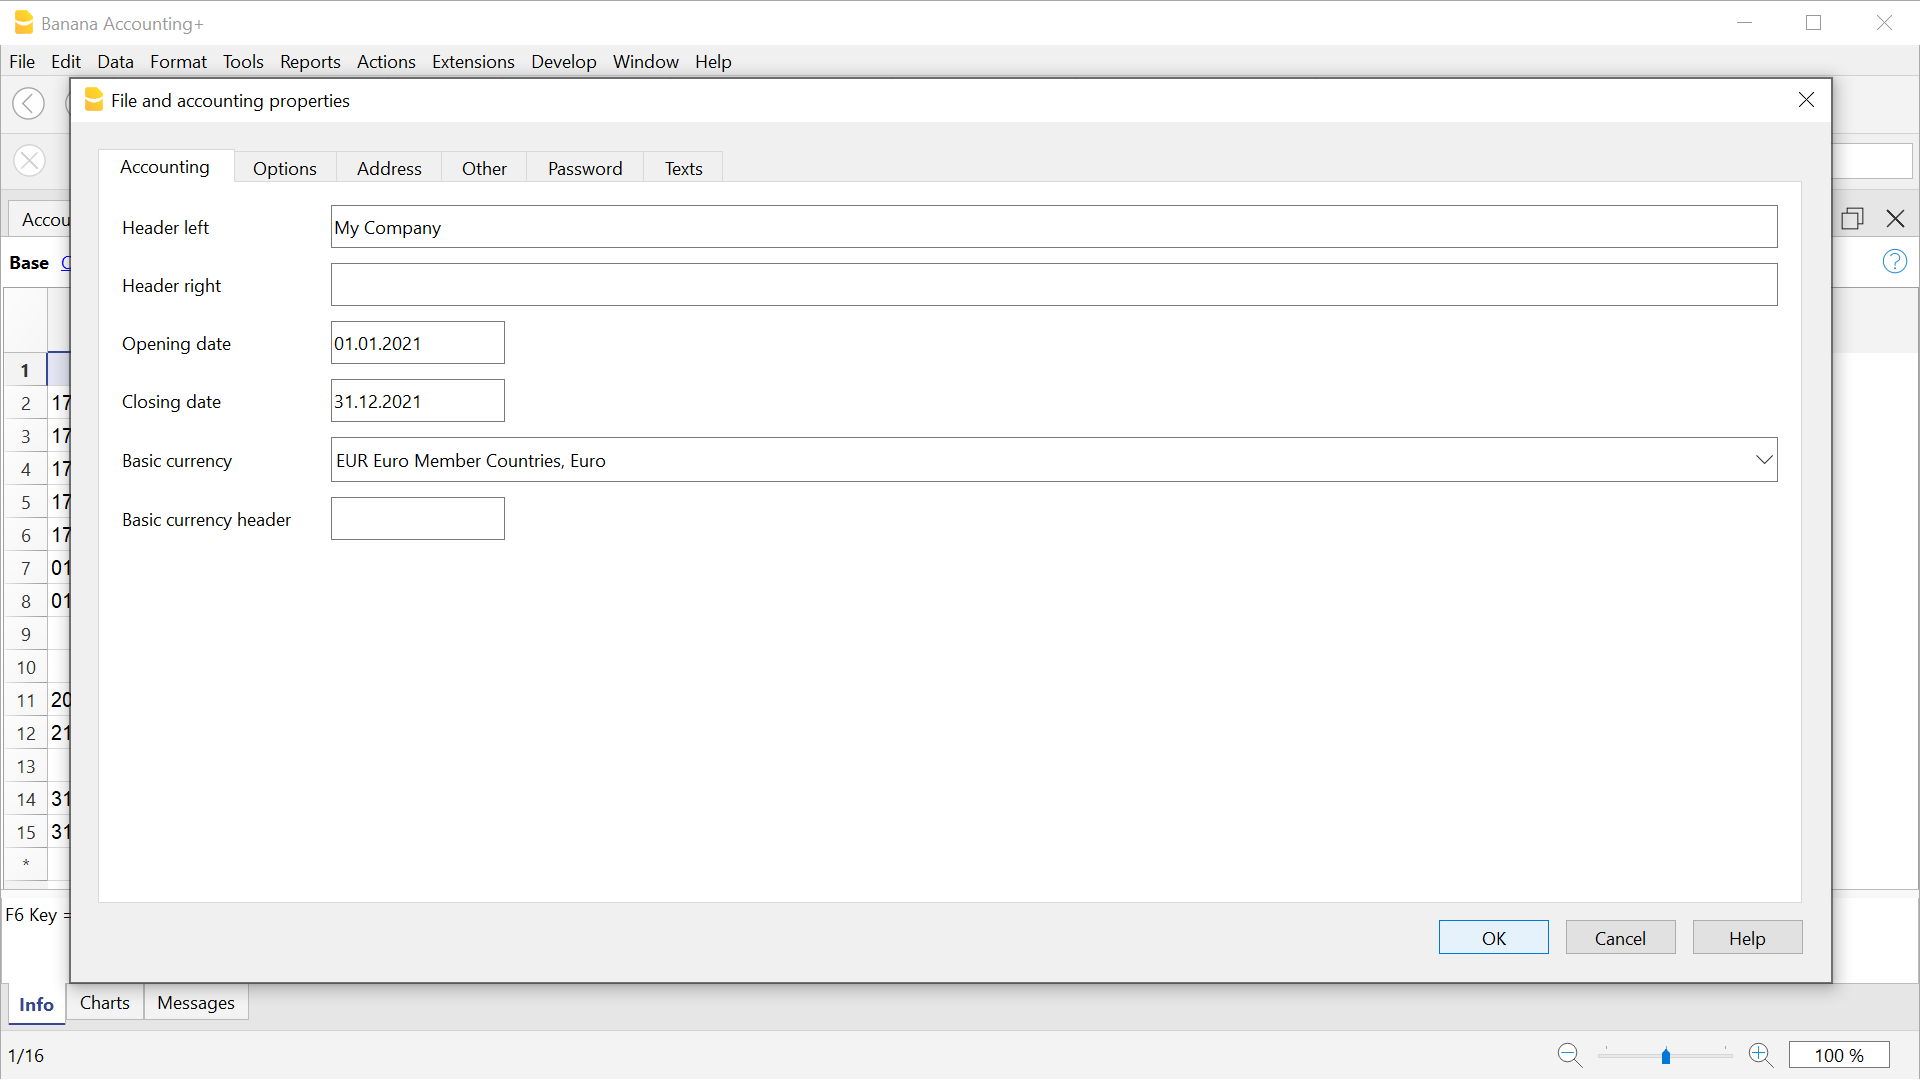 Banana Accounting+
File Edit Data Format Tools Reports Actions Extensions Develop Window Help
File and accounting properties
Accounting Options Address Other Password Texts
Accou
Base
Header left My Company
Header right
Opening date 01.01.2021
Closing date 31.12.2021
Basic currency EUR Euro Member Countries, Euro
Basic currency header
1
2 17
3 17
4 17
5 17
6 17
7 01
8 01
9
10
11 20
12 21
13
14 31
15 31
*
F6 Key =
OK Cancel Help
Info Charts Messages
1/16
100 %